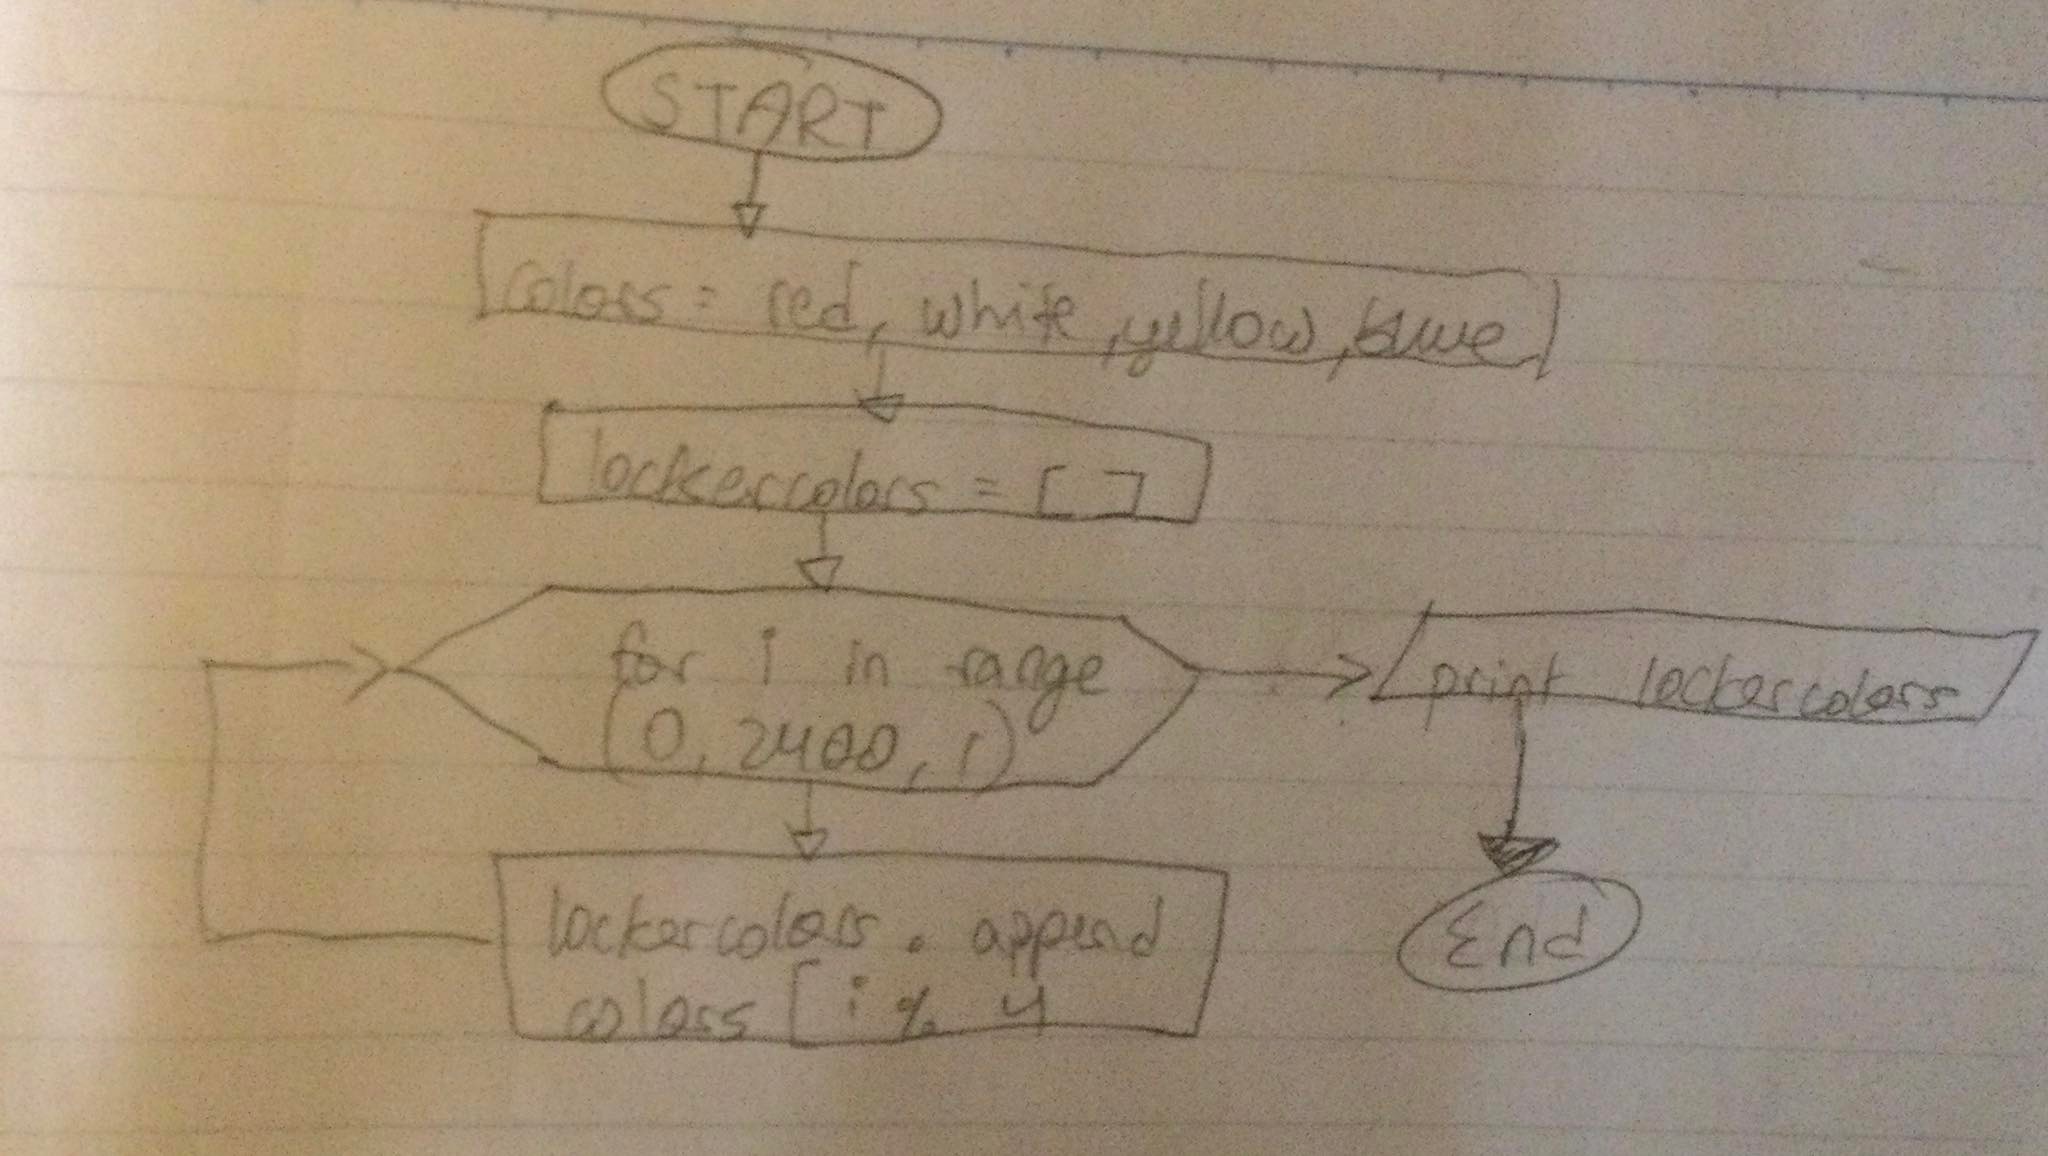 START
colors = red, white, yellow, blue
lockercolors = [ ]
for i in range
(0, 2400, 1)
print lockercolors
lockercolors . append
colors [ i % 4
End